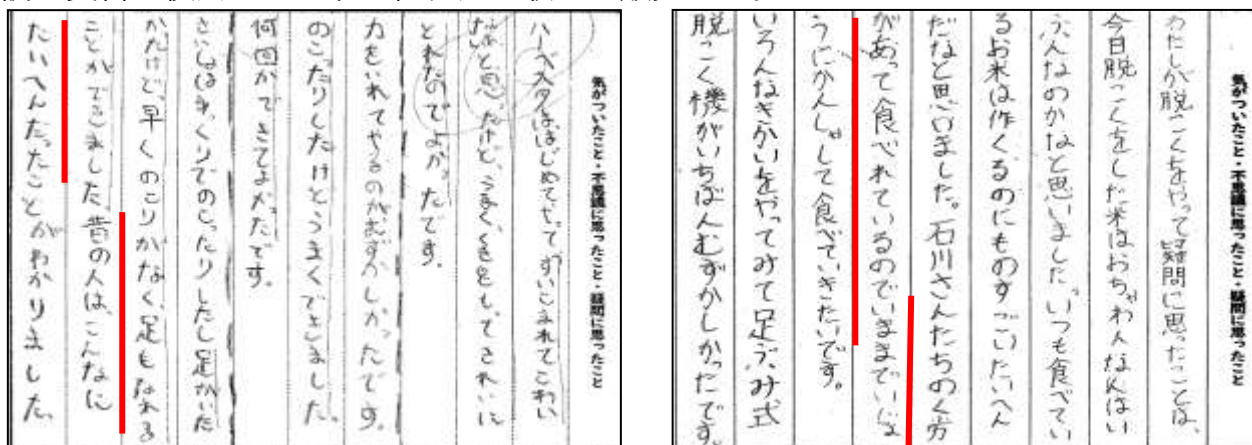 気がついたこと・不思議に思ったこと・疑問に思ったこと
ハーベスタははじめてで、すいこまれてこわい
なと思ったけど、うまくくきをもってきれいに
とれたのでよかったです。
力をいれてやるのがむずかしかったです。
のこったりしたけどうまくできました。
何回かできてよかったです。
さいしょはまっくりでのこったりしたし足がいた
かたけど、早くのこりがなく、足もなれる
ことができました。昔の人は、こんなに
たいへんだったことがわかりました。
気がついたこと・不思議に思ったこと・疑問に思ったこと
わたしが脱こくをやって疑問に思ったことは、
今日脱こくをした米はおちゃわんなんはい
ぶんなのかなと思いました。いつも食べてい
るお米は作くるのにものすごいたいへん
だなと思いました。石川さんたちのく方
があって食べれているのでいままでいじょ
うにかんしゃして食べていきたいです。
いろんなきかいをやってみて足ぶみ式
脱こく機がいちばんむずかしかったです。